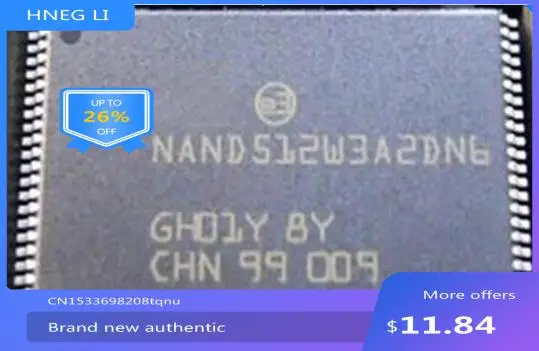 HNEG LI
UP TO
26%
OFF
e3
NAND512W3A2DN6
GH01Y 8Y
CHN 99 009
CN1533698208tqnu
More offers
Brand new authentic
$11.84